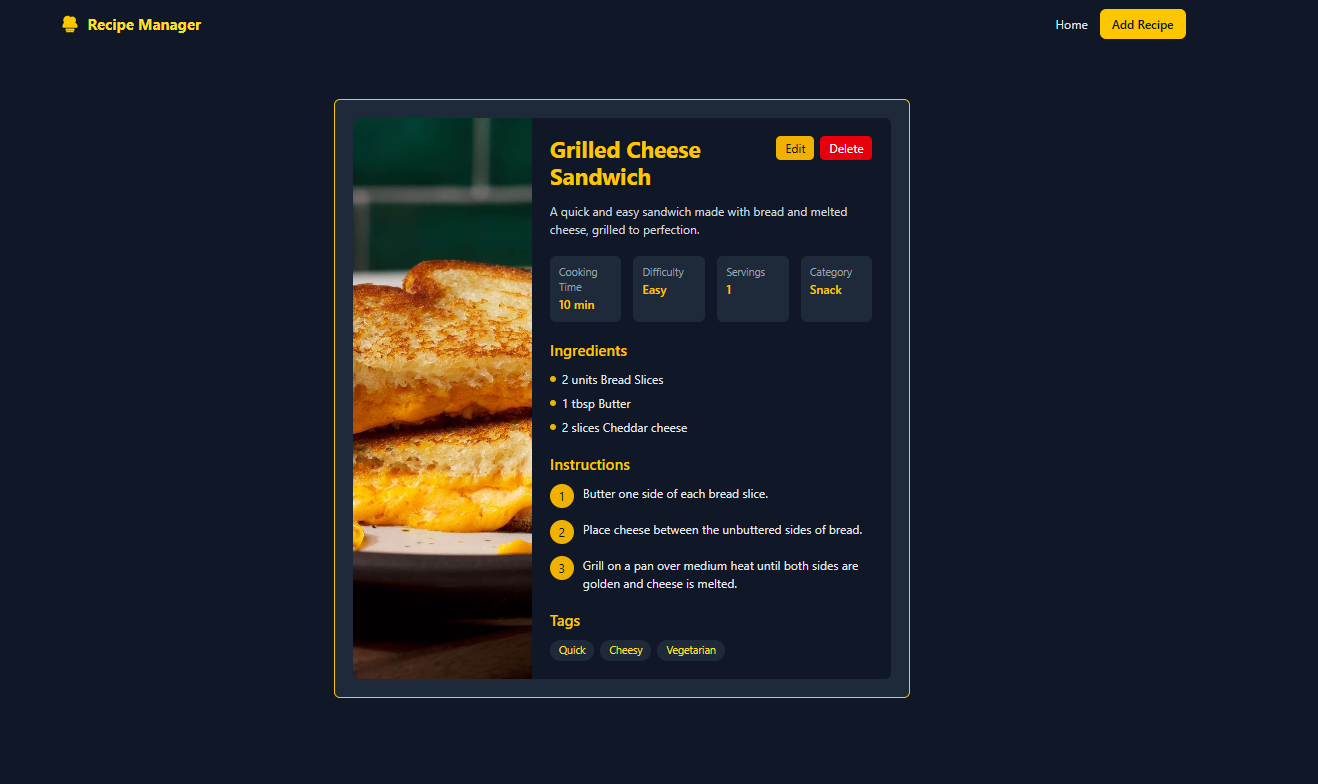 Recipe Manager
Home
Add Recipe
Grilled Cheese
Sandwich
Edit
Delete
A quick and easy sandwich made with bread and melted
cheese, grilled to perfection.
Cooking
Time
10 min
Difficulty
Easy
Servings
1
Category
Snack
Ingredients
2 units Bread Slices
1 tbsp Butter
2 slices Cheddar cheese
Instructions
1 Butter one side of each bread slice.
2 Place cheese between the unbuttered sides of bread.
3 Grill on a pan over medium heat until both sides are
golden and cheese is melted.
Tags
Quick
Cheesy
Vegetarian